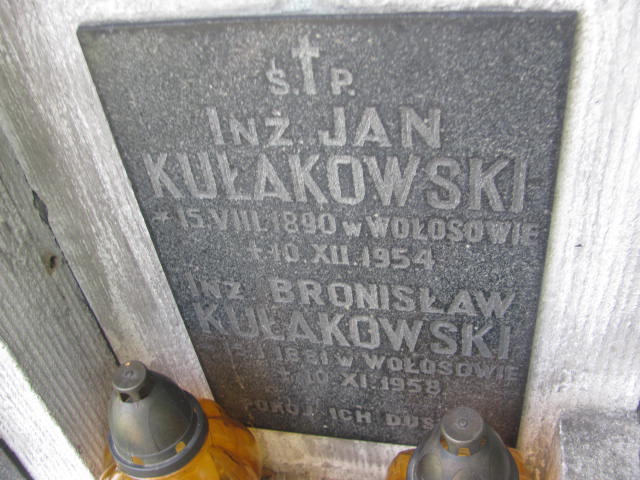 Ś. P.
INŻ JAN
KUŁAKOWSKI
* 15.VIII.1890 W WOŁOSOWIE
+ 10.XII.1954
INŻ BRONISŁAW
KUŁAKOWSKI
1881 W WOŁOSOWIE
+ 10 XI.1958
POKÓJ ICH